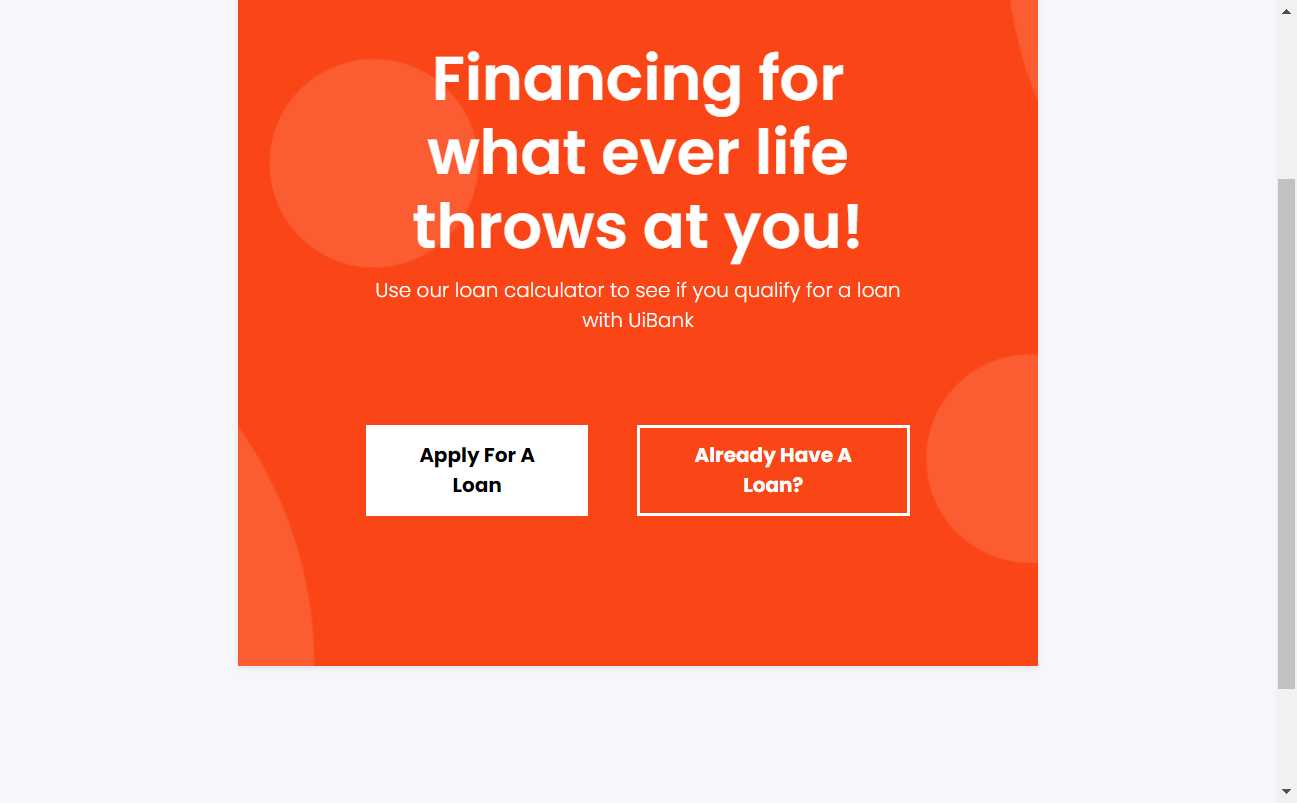 Financing for
what ever life
throws at you!
Use our loan calculator to see if you qualify for a loan
with UiBank
Apply For A
Loan
Already Have A
Loan?